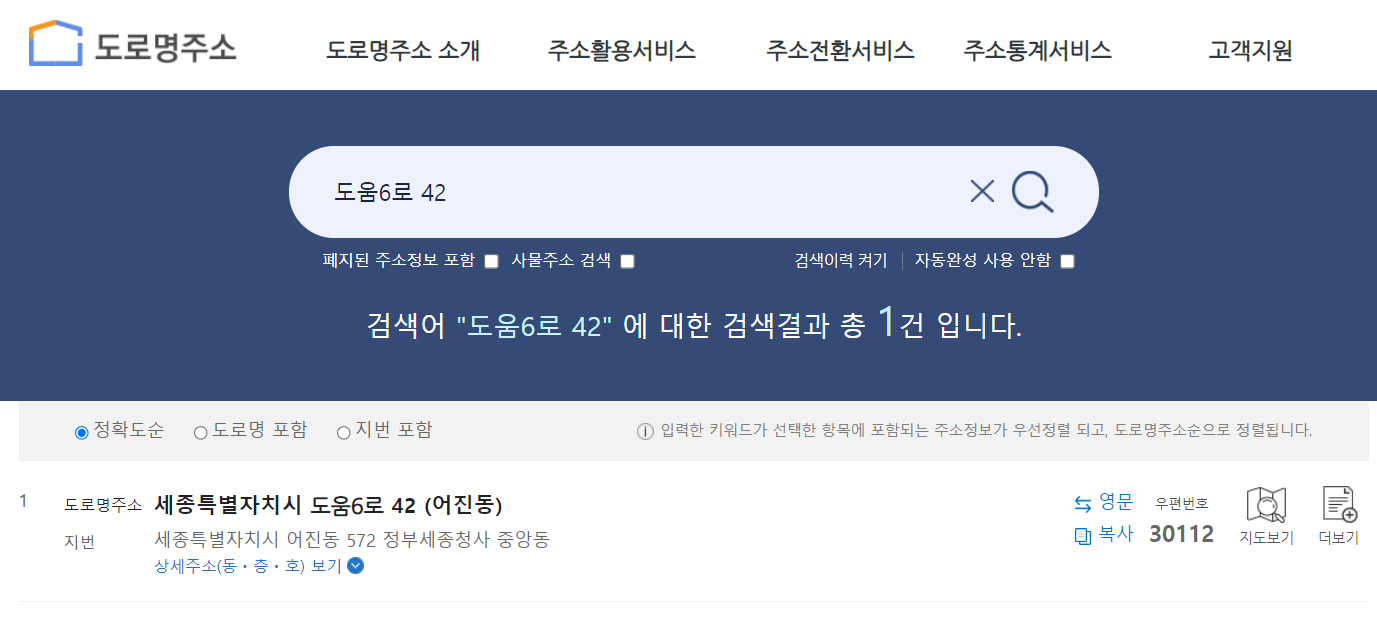 도로명주소 도로명주소 소개 주소활용서비스 주소전환서비스 주소통계서비스 고객지원
도움6로 42
폐지된 주소정보 포함 사물주소 검색 검색이력 켜기 자동완성 사용 안함
검색어 "도움6로 42" 에 대한 검색결과 총 1건 입니다.
정확도순 도로명 포함 지번 포함 입력한 키워드가 선택한 항목에 포함되는 주소정보가 우선정렬 되고, 도로명주소순으로 정렬됩니다.
1 도로명주소 세종특별자치시 도움6로 42 (어진동) 영문 우편번호
지번 세종특별자치시 어진동 572 정부세종청사 중앙동 복사 30112 지도보기 더보기
상세주소(동·층·호) 보기